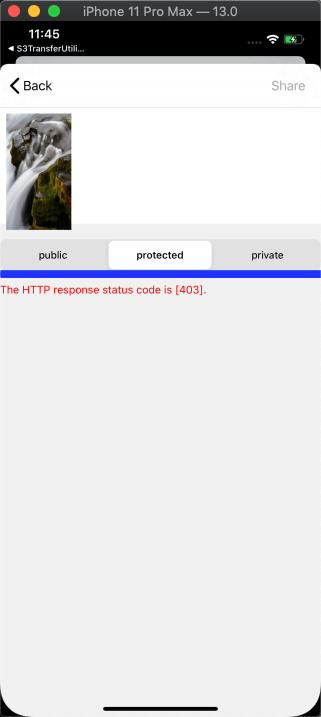 iPhone 11 Pro Max — 13.0
11:45
◀ S3TransferUtili...
Back
Share
public
protected
private
The HTTP response status code is [403].